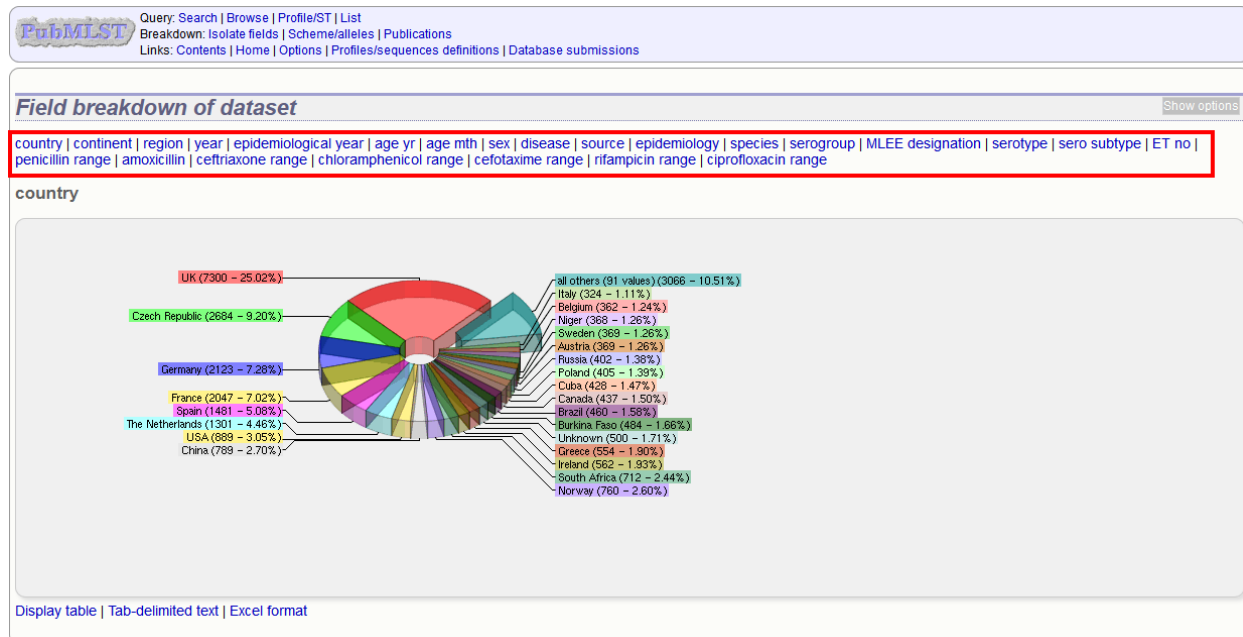 PubMLST
Query: Search | Browse | Profile/ST | List
Breakdown: Isolate fields | Scheme/alleles | Publications
Links: Contents | Home | Options | Profiles/sequences definitions | Database submissions
Field breakdown of dataset
Show options
country | continent | region | year | epidemiological year | age yr | age mth | sex | disease | source | epidemiology | species | serogroup | MLEE designation | serotype | sero subtype | ET no |
penicillin range | amoxicillin | ceftriaxone range | chloramphenicol range | cefotaxime range | rifampicin range | ciprofloxacin range
country
UK (7300 - 25.02%)
Czech Republic (2684 - 9.20%)
Germany (2123 - 7.28%)
France (2047 - 7.02%)
Spain (1481 - 5.08%)
The Netherlands (1301 - 4.46%)
USA (889 - 3.05%)
China (789 - 2.70%)
all others (91 values) (3066 - 10.51%)
Italy (324 - 1.11%)
Belgium (362 - 1.24%)
Niger (368 - 1.26%)
Sweden (369 - 1.26%)
Austria (369 - 1.26%)
Russia (402 - 1.38%)
Poland (405 - 1.39%)
Cuba (428 - 1.47%)
Canada (437 - 1.50%)
Brazil (460 - 1.58%)
Burkina Faso (484 - 1.66%)
Unknown (500 - 1.71%)
Greece (554 - 1.90%)
Ireland (562 - 1.93%)
South Africa (712 - 2.44%)
Norway (760 - 2.60%)
Display table | Tab-delimited text | Excel format